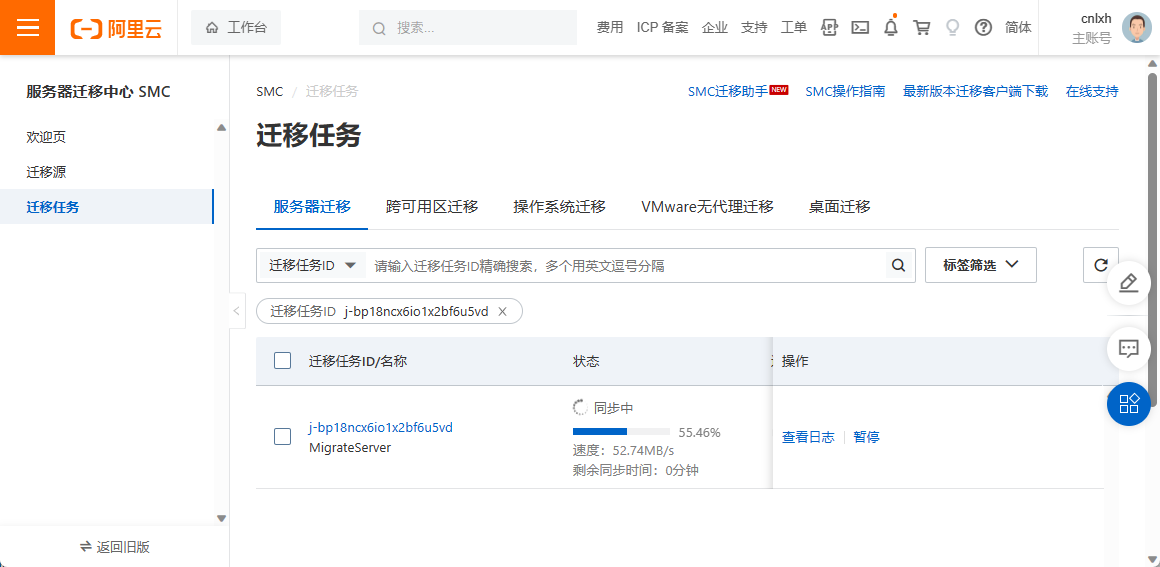 阿里云
工作台
搜索...
费用 ICP 备案 企业 支持 工单 简体
cnlxh
主账号
服务器迁移中心 SMC
欢迎页
迁移源
迁移任务
返回旧版
SMC / 迁移任务
SMC迁移助手 NEW SMC操作指南 最新版本迁移客户端下载 在线支持
迁移任务
服务器迁移 跨可用区迁移 操作系统迁移 VMware无代理迁移 桌面迁移
迁移任务ID 请输入迁移任务ID精确搜索，多个用英文逗号分隔 标签筛选
迁移任务ID j-bp18ncx6io1x2bf6u5vd
迁移任务ID/名称 状态 操作
同步中
j-bp18ncx6io1x2bf6u5vd 55.46% 查看日志 暂停
MigrateServer 速度：52.74MB/s
剩余同步时间：0分钟